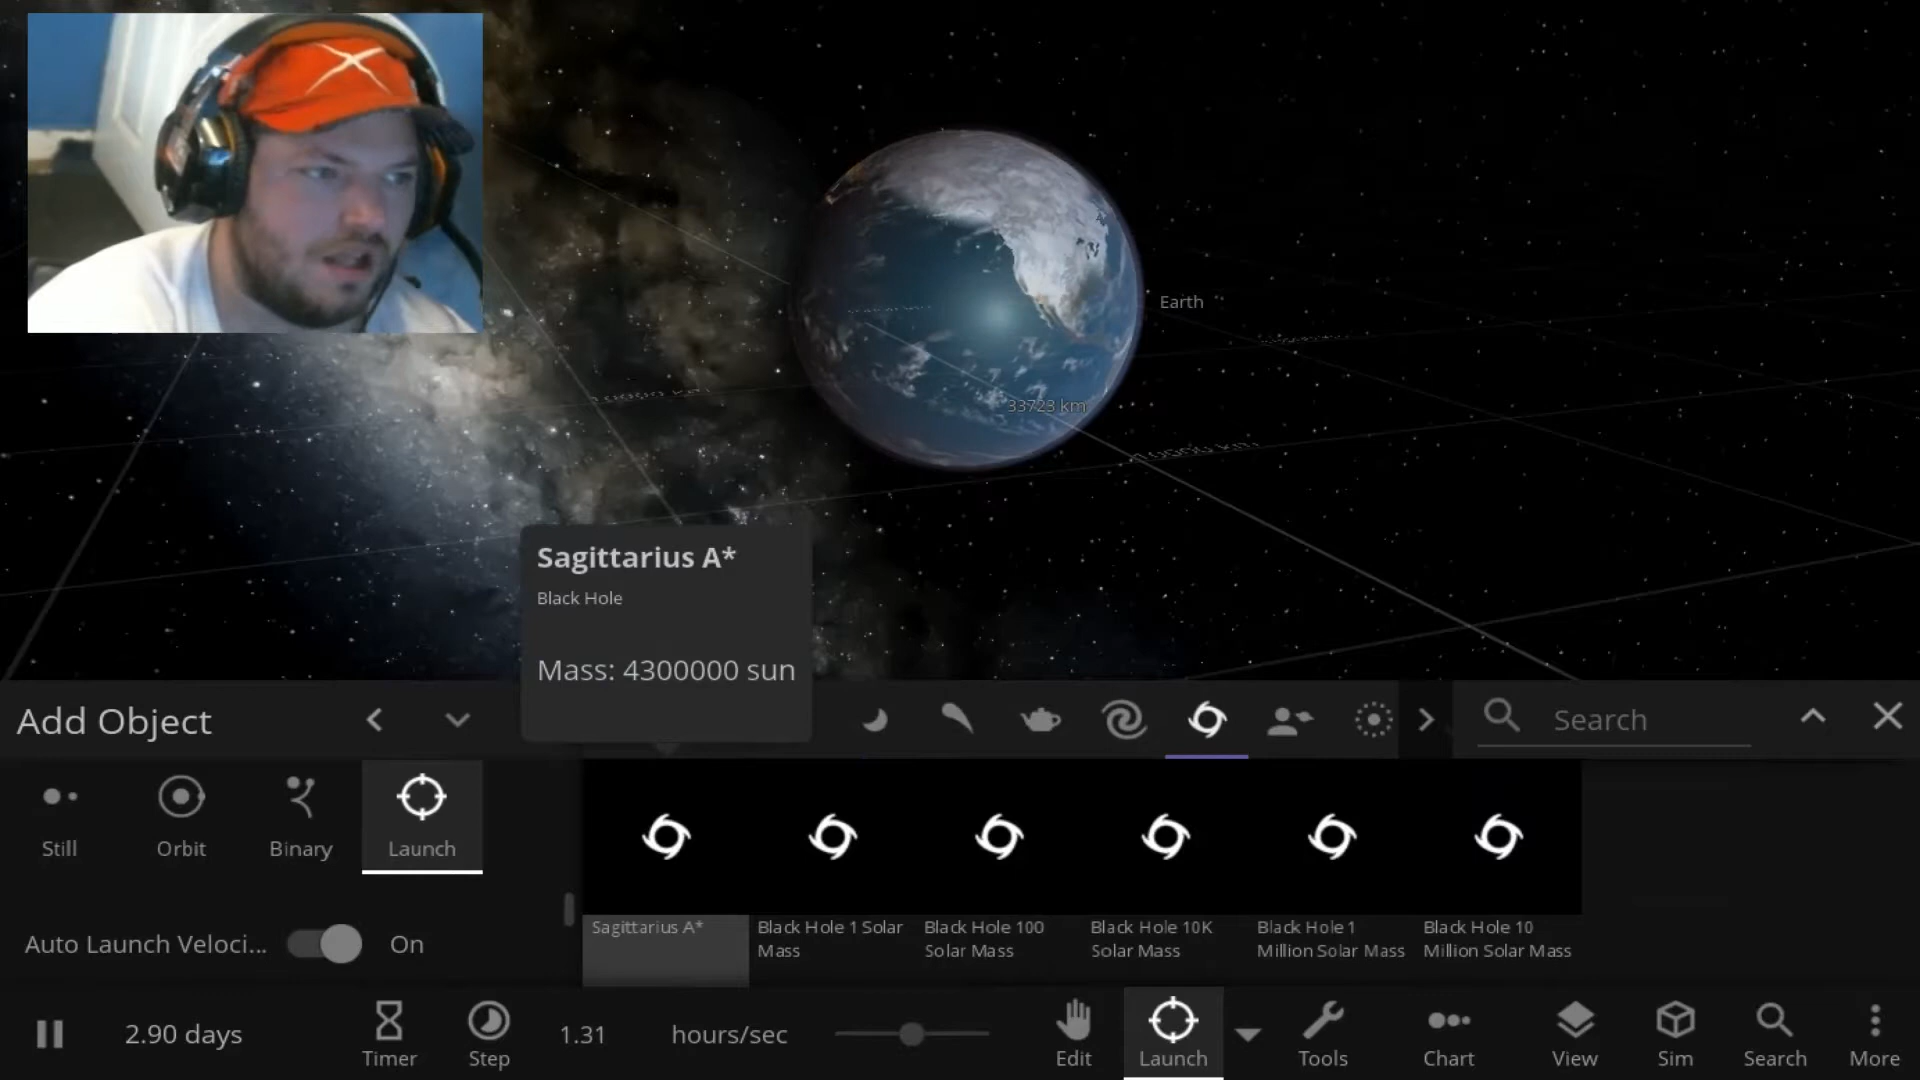 Earth
33723 km
Sagittarius A*
Black Hole
Mass: 4300000 sun
Add Object
Search
Still
Orbit
Binary
Launch
Auto Launch Veloci...
On
Sagittarius A*
Black Hole 1 Solar
Mass
Black Hole 100
Solar Mass
Black Hole 10K
Solar Mass
Black Hole 1
Million Solar Mass
Black Hole 10
Million Solar Mass
2.90 days
Timer
Step
1.31
hours/sec
Edit
Launch
Tools
Chart
View
Sim
Search
More